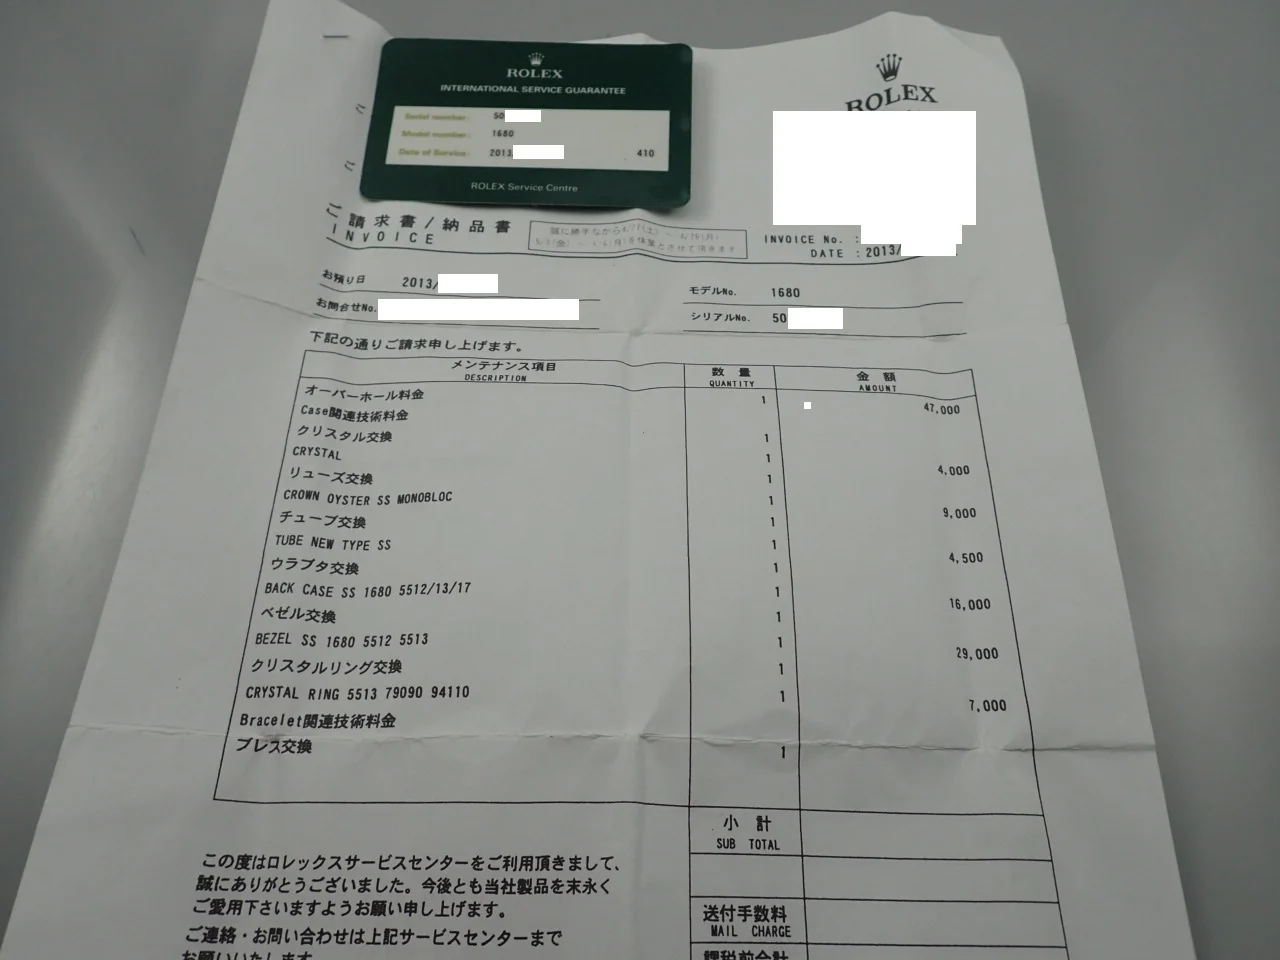 ROLEX
INTERNATIONAL SERVICE GUARANTEE
Serial number 50
Model number 1680
Date of Service 2013 410
ROLEX Service Centre
ROLEX
ご請求書/納品書
INVOICE
INVOICE No. :
DATE : 2013/
お預り日 2013/
お問合せNo.
モデルNo. 1680
シリアルNo. 50
下記の通りご請求申し上げます。
メンテナンス項目 数量 金額
DESCRIPTION QUANTITY AMOUNT
オーバーホール料金 1 47,000
Case関連技術料金
クリスタル交換 1
CRYSTAL 1 4,000
リューズ交換 1
CROWN OYSTER SS MONOBLOC 1 9,000
チューブ交換 1
TUBE NEW TYPE SS 1 4,500
ウラブタ交換 1
BACK CASE SS 1680 5512/13/17 1 16,000
ベゼル交換 1
BEZEL SS 1680 5512 5513 1 29,000
クリスタルリング交換 1
CRYSTAL RING 5513 79090 94110 1 7,000
Bracelet関連技術料金
ブレス交換 1
小計
SUB TOTAL
送付手数料
MAIL CHARGE
課税前合計
この度はロレックスサービスセンターをご利用頂きまして、
誠にありがとうございました。今後とも当社製品を末永く
ご愛用下さいますようお願い申し上げます。
ご連絡・お問い合わせは上記サービスセンターまで
お願いいたします。